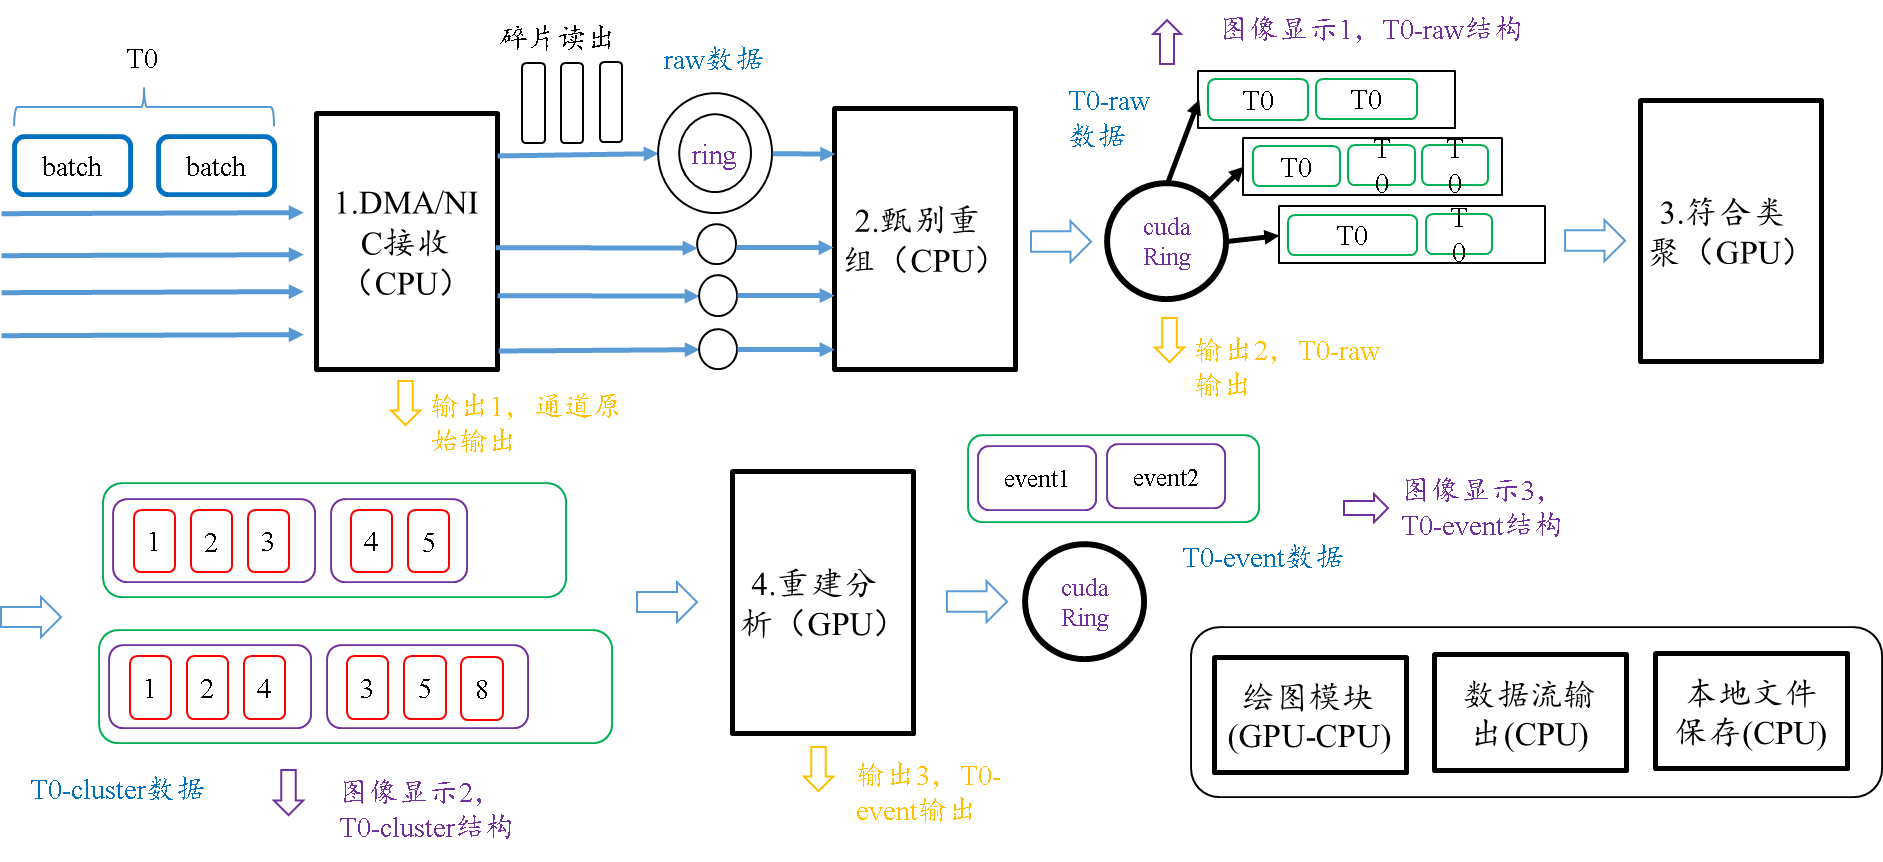 T0
batch
batch
1.DMA/NI
C接收
（CPU）
碎片读出
raw数据
ring
2.甄别重
组（CPU）
T0-raw
数据
cuda
Ring
图像显示1，T0-raw结构
T0
T0
T0
T
0
T
0
T0
T
0
3.符合类
聚（GPU）
输出1，通道原
始输出
输出2，T0-raw
输出
1
2
3
4
5
1
2
4
3
5
8
T0-cluster数据
图像显示2，
T0-cluster结构
4.重建分
析（GPU）
输出3，T0-
event输出
event1
event2
cuda
Ring
T0-event数据
图像显示3，
T0-event结构
绘图模块
(GPU-CPU)
数据流输
出(CPU)
本地文件
保存(CPU)